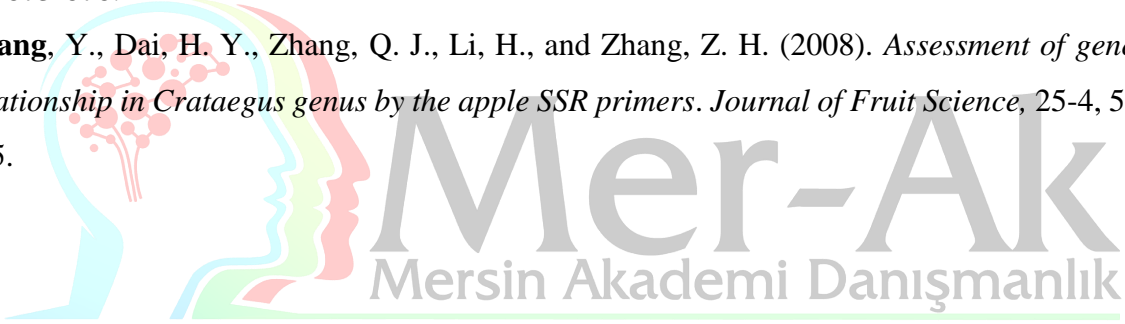 ang, Y., Dai, H. Y., Zhang, Q. J., Li, H., and Zhang, Z. H. (2008). Assessment of gene
ationship in Crataegus genus by the apple SSR primers. Journal of Fruit Science, 25-4, 5
5.
Mer-Ak
Mersin Akademi Danışmanlık